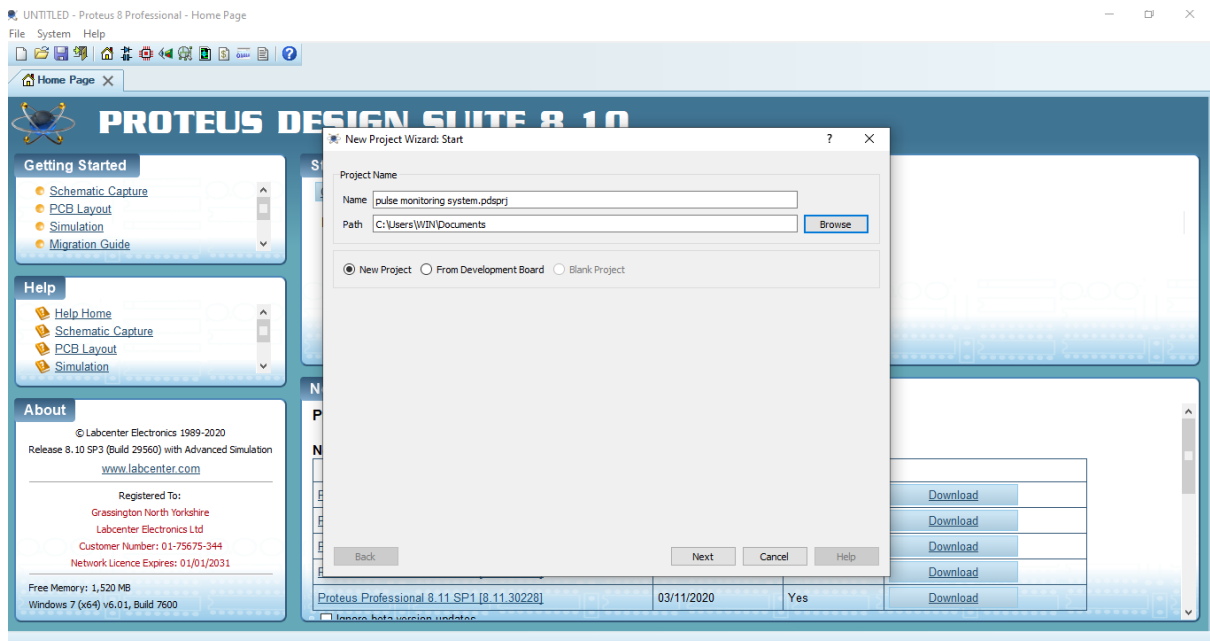 UNTITLED - Proteus 8 Professional - Home Page
File System Help
Home Page
PROTEUS DESIGN SUITE 8.10
Getting Started
Schematic Capture
PCB Layout
Simulation
Migration Guide
Help
Help Home
Schematic Capture
PCB Layout
Simulation
About
© Labcenter Electronics 1989-2020
Release 8.10 SP3 (Build 29560) with Advanced Simulation
www.labcenter.com
Registered To:
Grassington North Yorkshire
Labcenter Electronics Ltd
Customer Number: 01-75675-344
Network Licence Expires: 01/01/2031
Free Memory: 1,520 MB
Windows 7 (x64) v6.01, Build 7600
New Project Wizard: Start
Project Name
Name pulse monitoring system.pdsprj
Path C:\Users\WIN\Documents Browse
New Project From Development Board Blank Project
Back Next Cancel Help
Download
Download
Download
Download
Proteus Professional 8.11 SP1 [8.11.30228] 03/11/2020 Yes Download
Ignore beta version updates